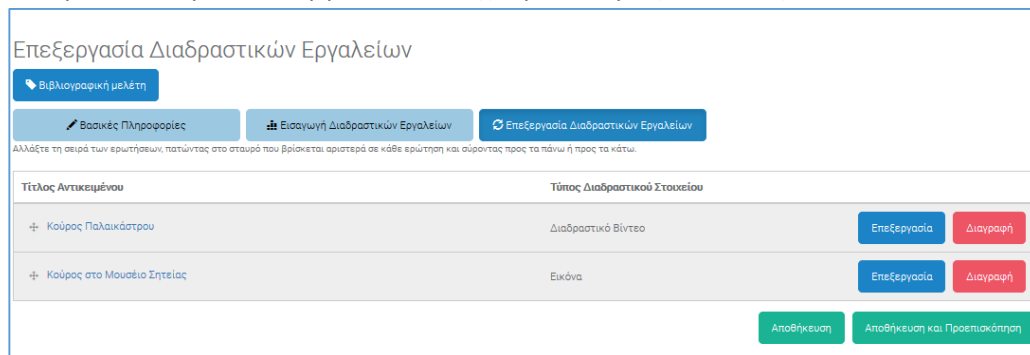 Επεξεργασία Διαδραστικών Εργαλείων
Βιβλιογραφική μελέτη
Βασικές Πληροφορίες Εισαγωγή Διαδραστικών Εργαλείων Επεξεργασία Διαδραστικών Εργαλείων
Αλλάξτε τη σειρά των ερωτήσεων, πατώντας στο σταυρό που βρίσκεται αριστερά σε κάθε ερώτηση και σύροντας προς τα πάνω ή προς τα κάτω.
Τίτλος Αντικειμένου Τύπος Διαδραστικού Στοιχείου
Κούρος Παλαικάστρου Διαδραστικό Βίντεο Επεξεργασία Διαγραφή
Κούρος στο Μουσείο Σητείας Εικόνα Επεξεργασία Διαγραφή
Αποθήκευση Αποθήκευση και Προεπισκόπηση